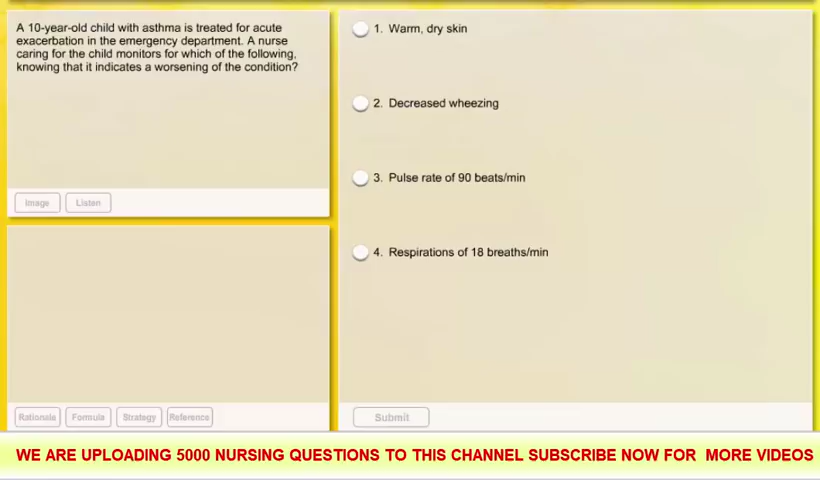 A 10-year-old child with asthma is treated for acute
exacerbation in the emergency department. A nurse
caring for the child monitors for which of the following,
knowing that it indicates a worsening of the condition?
Image Listen
1. Warm, dry skin
2. Decreased wheezing
3. Pulse rate of 90 beats/min
4. Respirations of 18 breaths/min
Rationale Formula Strategy Reference
Submit
WE ARE UPLOADING 5000 NURSING QUESTIONS TO THIS CHANNEL SUBSCRIBE NOW FOR MORE VIDEOS